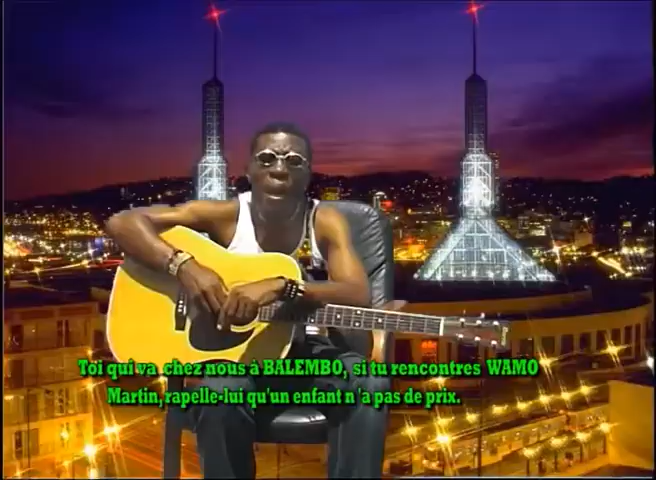 Toi qui va chez nous à BALEMBO, si tu rencontres WAMO
Martin, rapelle-lui qu'un enfant n'a pas de prix.